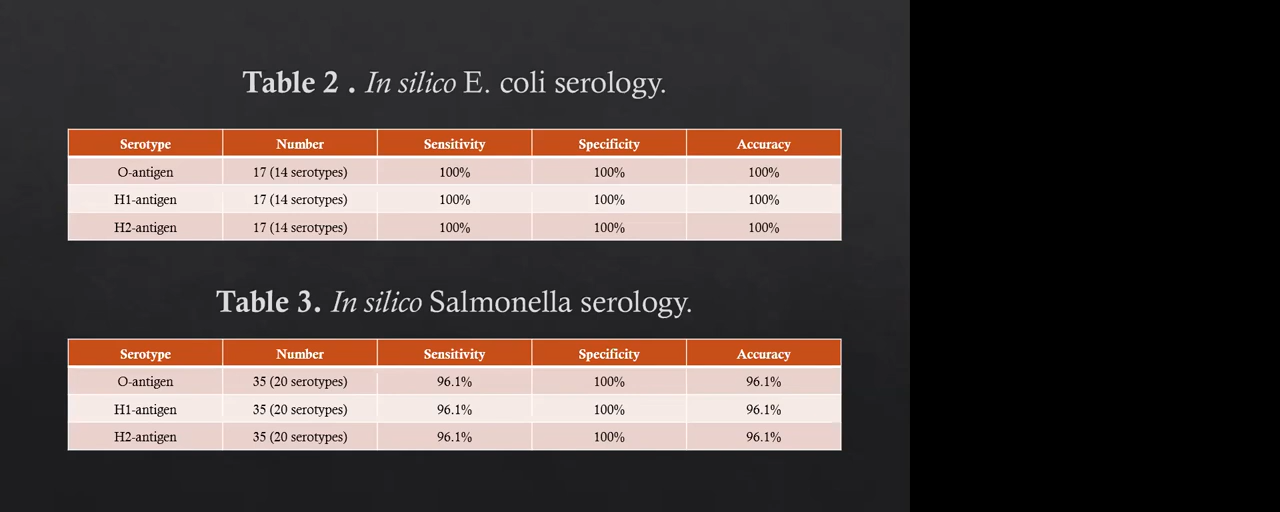 Table 2 . In silico E. coli serology.
Serotype Number Sensitivity Specificity Accuracy
O-antigen 17 (14 serotypes) 100% 100% 100%
H1-antigen 17 (14 serotypes) 100% 100% 100%
H2-antigen 17 (14 serotypes) 100% 100% 100%
Table 3. In silico Salmonella serology.
Serotype Number Sensitivity Specificity Accuracy
O-antigen 35 (20 serotypes) 96.1% 100% 96.1%
H1-antigen 35 (20 serotypes) 96.1% 100% 96.1%
H2-antigen 35 (20 serotypes) 96.1% 100% 96.1%